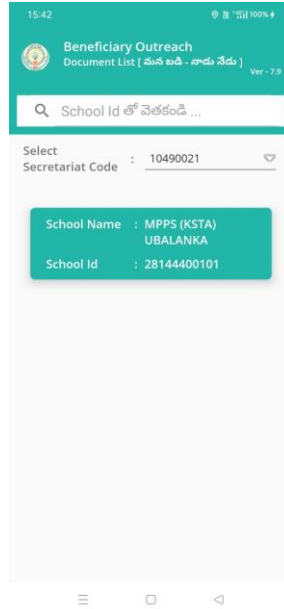 15:42
100%
Beneficiary Outreach
Document List [ మన బడి - నాడు నేడు ]
Ver - 7.9
School Id తో వెతకండి ...
Select
Secretariat Code : 10490021
School Name : MPPS (KSTA)
UBALANKA
School Id : 28144400101